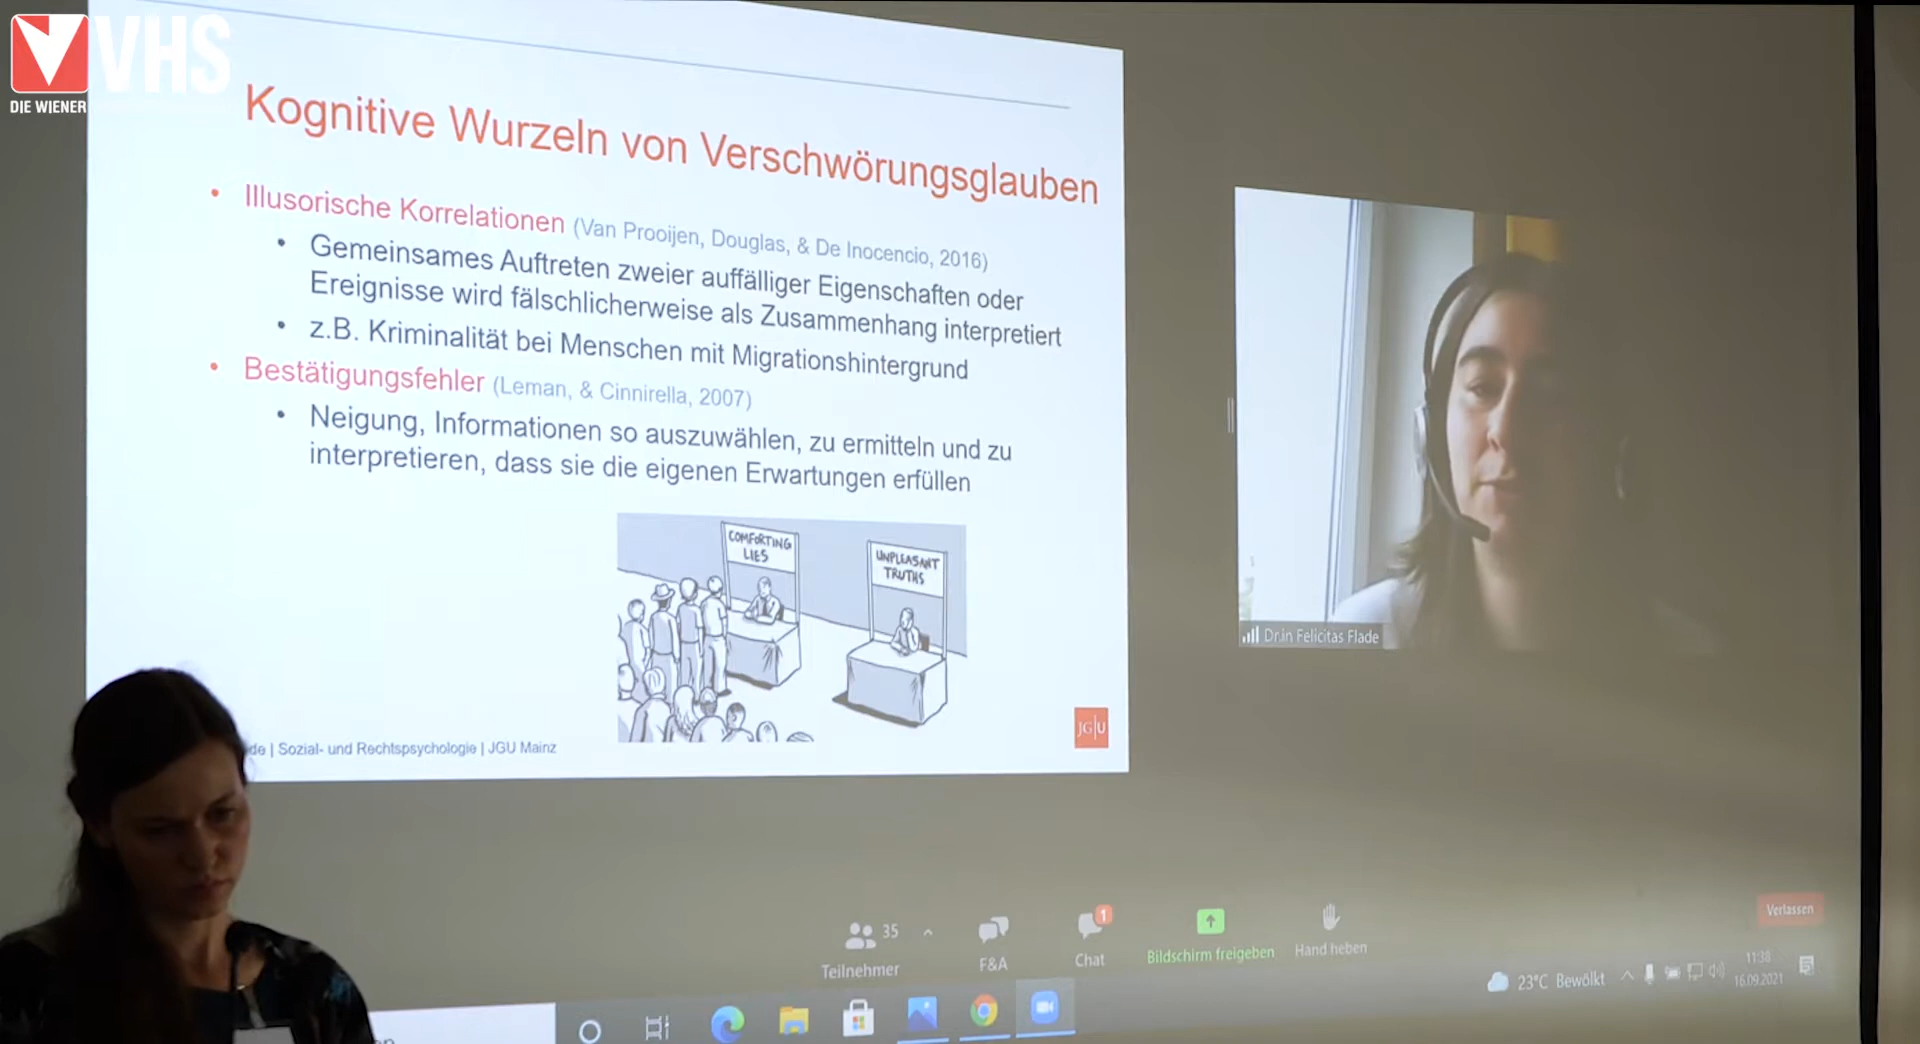 VHS
DIE WIENER
Kognitive Wurzeln von Verschwörungsglauben
• Illusorische Korrelationen (Van Prooijen, Douglas, & De Inocencio, 2016)
• Gemeinsames Auftreten zweier auffälliger Eigenschaften oder
Ereignisse wird fälschlicherweise als Zusammenhang interpretiert
• z.B. Kriminalität bei Menschen mit Migrationshintergrund
• Bestätigungsfehler (Leman, & Cinnirella, 2007)
• Neigung, Informationen so auszuwählen, zu ermitteln und zu
interpretieren, dass sie die eigenen Erwartungen erfüllen
COMFORTING
LIES
UNPLEASANT
TRUTHS
de | Sozial- und Rechtspsychologie | JGU Mainz
JG|U
Dr.in Felicitas Flade
35
Teilnehmer
F&A
1
Chat
Bildschirm freigeben
Hand heben
Verlassen
23°C Bewölkt
11:38
16.09.2021